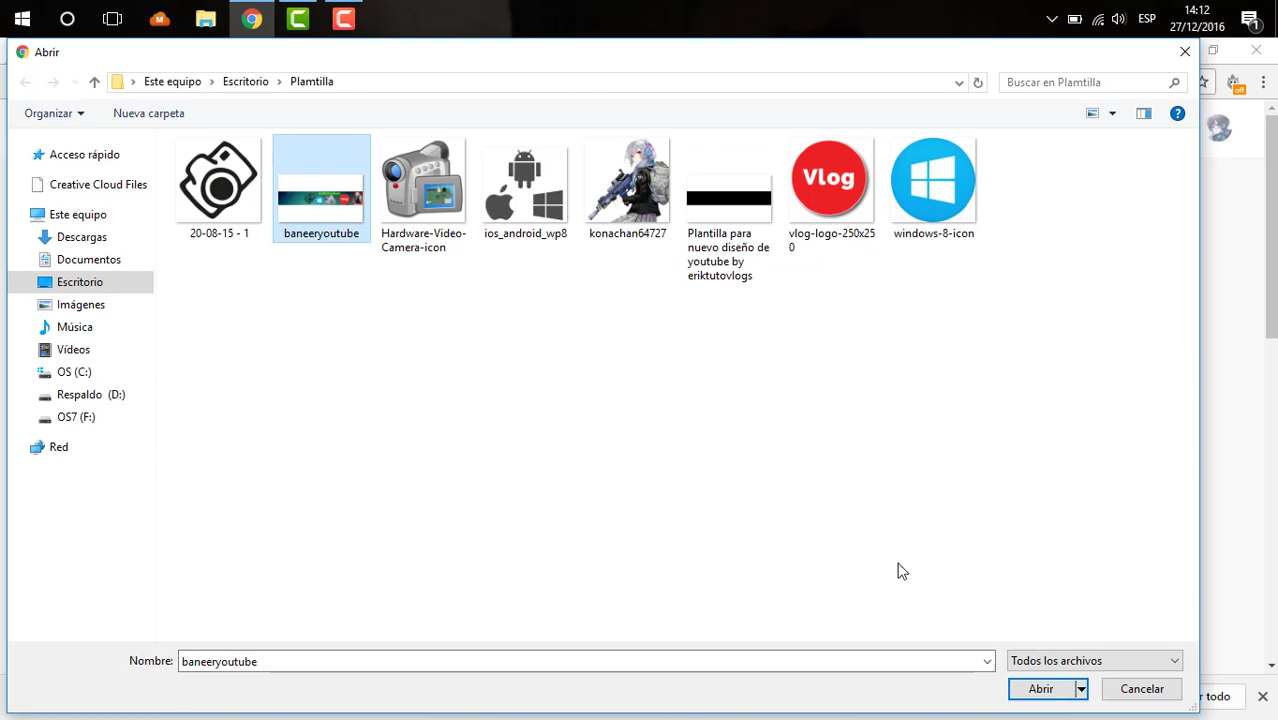 14:12
ESP
27/12/2016
1
Abrir
off
Este equipo Escritorio Plamtilla
Buscar en Plamtilla
Organizar
Nueva carpeta
Acceso rápido
Creative Cloud Files
Este equipo
Descargas
Documentos
Escritorio
Imágenes
Música
Vídeos
OS (C:)
Respaldo (D:)
OS7 (F:)
Red
20-08-15 - 1
baneeryoutube
Hardware-Video-
Camera-icon
ios_android_wp8
konachan64727
Plantilla para
nuevo diseño de
youtube by
eriktutovlogs
Vlog
vlog-logo-250x25
0
windows-8-icon
Nombre:
baneeryoutube
Todos los archivos
Abrir
Cancelar
r todo